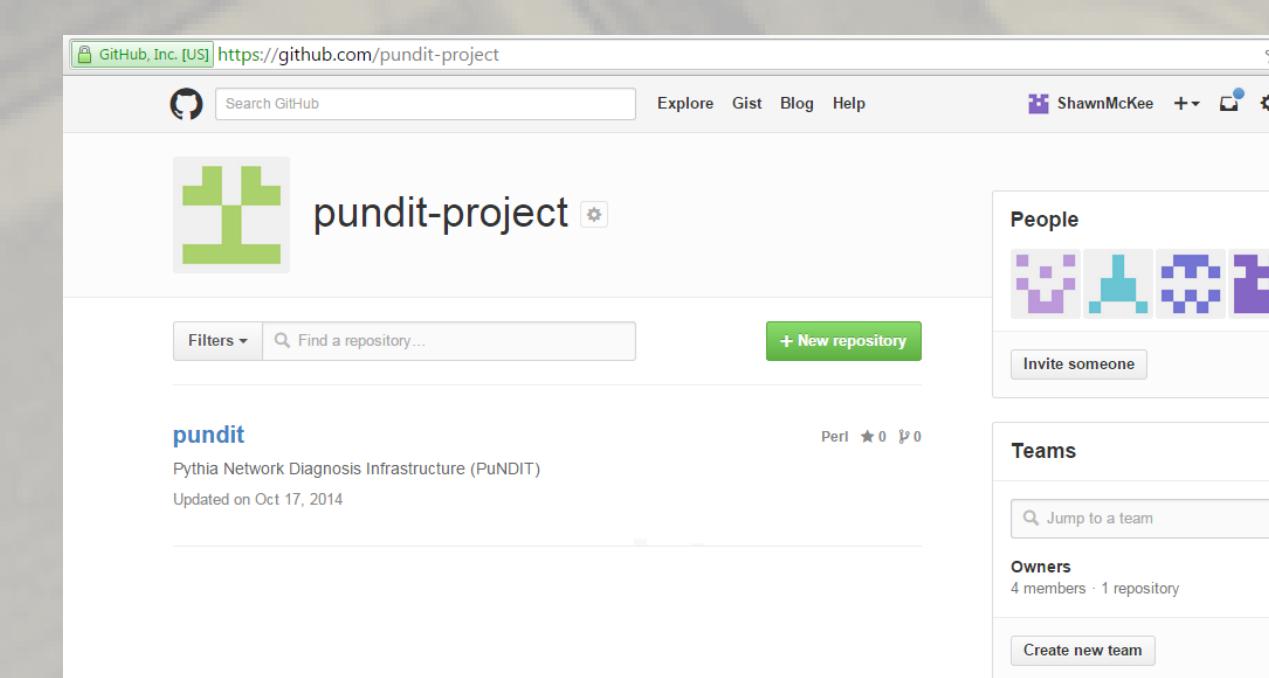 GitHub, Inc. [US] https://github.com/pundit-project
Search GitHub
Explore Gist Blog Help
ShawnMcKee
pundit-project
People
Filters
Find a repository...
+ New repository
Invite someone
pundit
Perl 0 0
Pythia Network Diagnosis Infrastructure (PuNDIT)
Updated on Oct 17, 2014
Teams
Jump to a team
Owners
4 members · 1 repository
Create new team